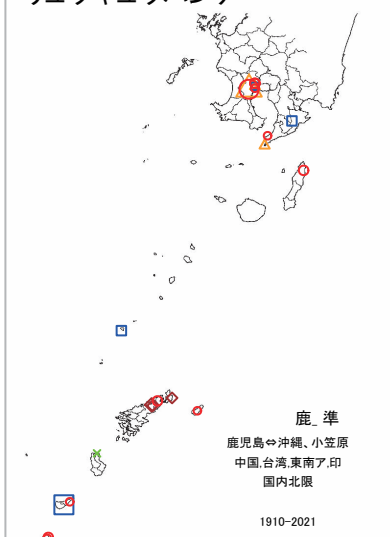 鹿_準
鹿児島⇔沖縄、小笠原
中国,台湾,東南ア,印
国内北限
1910-2021